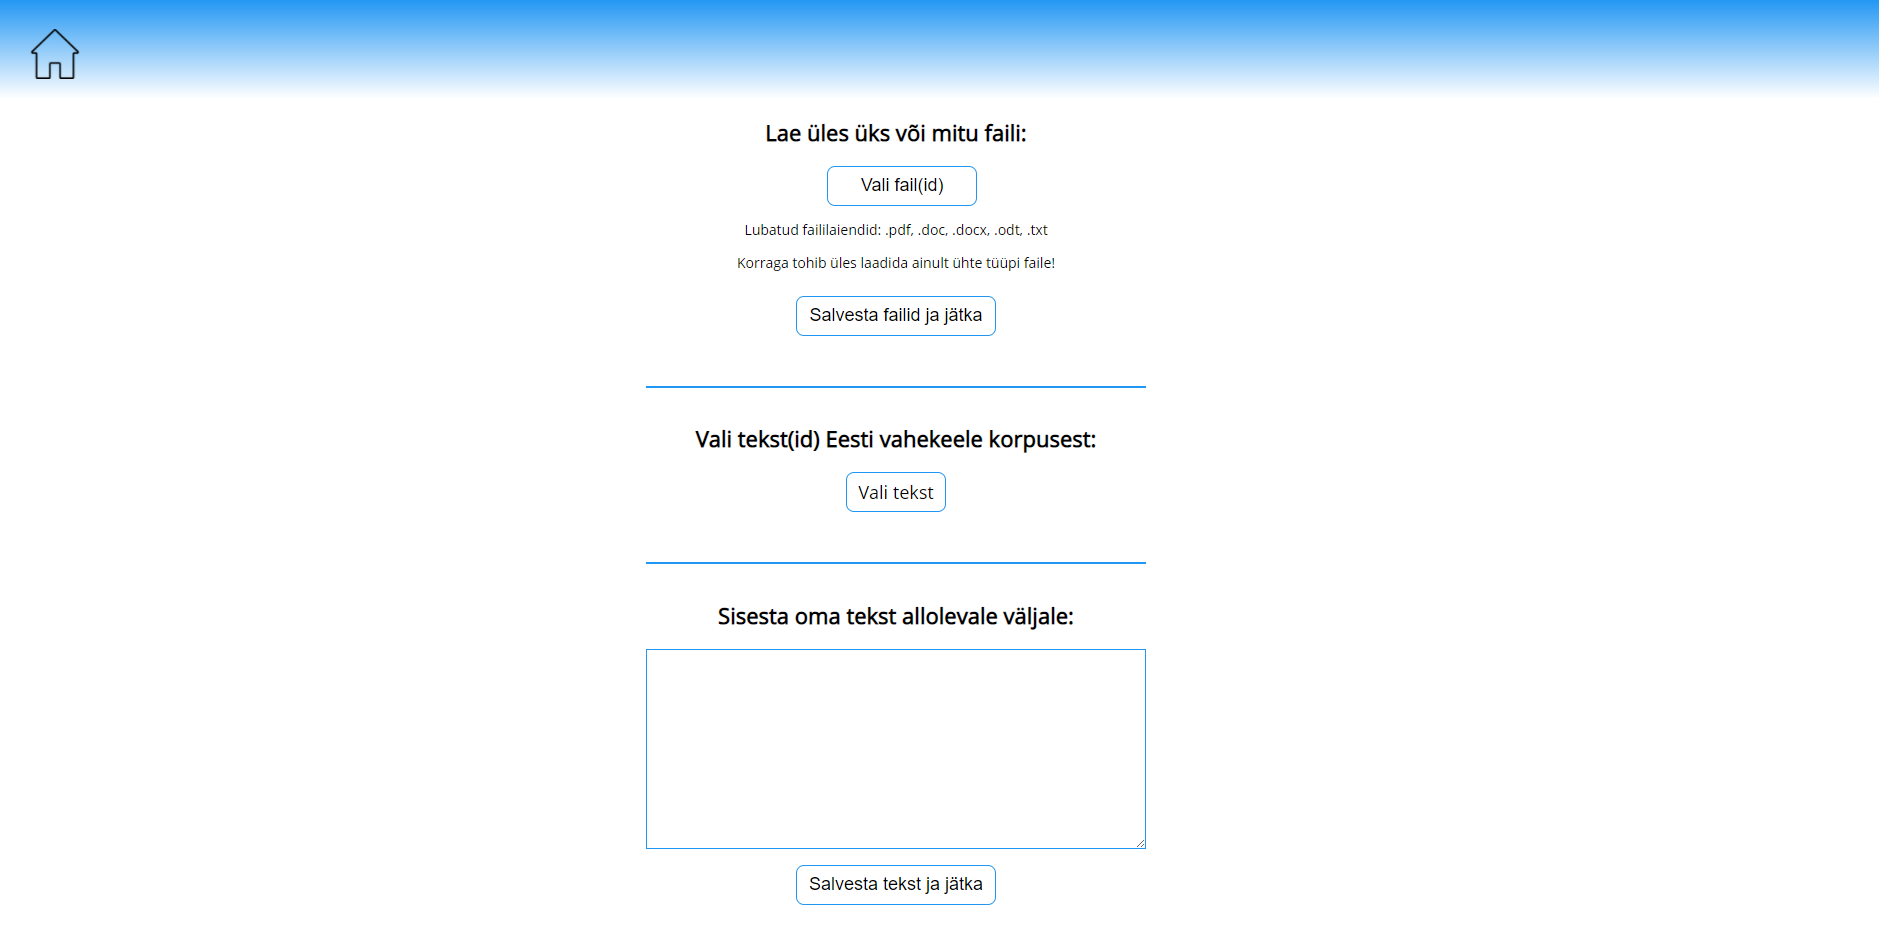 Lae üles üks või mitu faili:
Vali fail(id)
Lubatud faililaiendid: .pdf, .doc, .docx, .odt, .txt
Korraga tohib üles laadida ainult ühte tüüpi faile!
Salvesta failid ja jätka
Vali tekst(id) Eesti vahekeele korpusest:
Vali tekst
Sisesta oma tekst allolevale väljale:
Salvesta tekst ja jätka